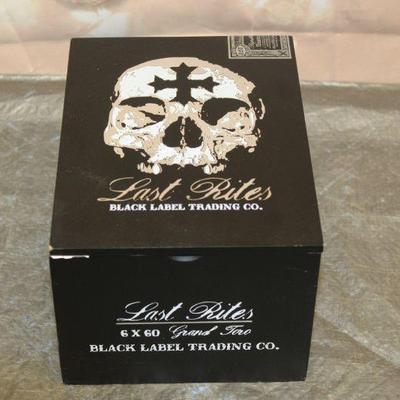 Last Rites
BLACK LABEL TRADING CO.
Last Rites
6 X 60 Grand Toro
BLACK LABEL TRADING CO.